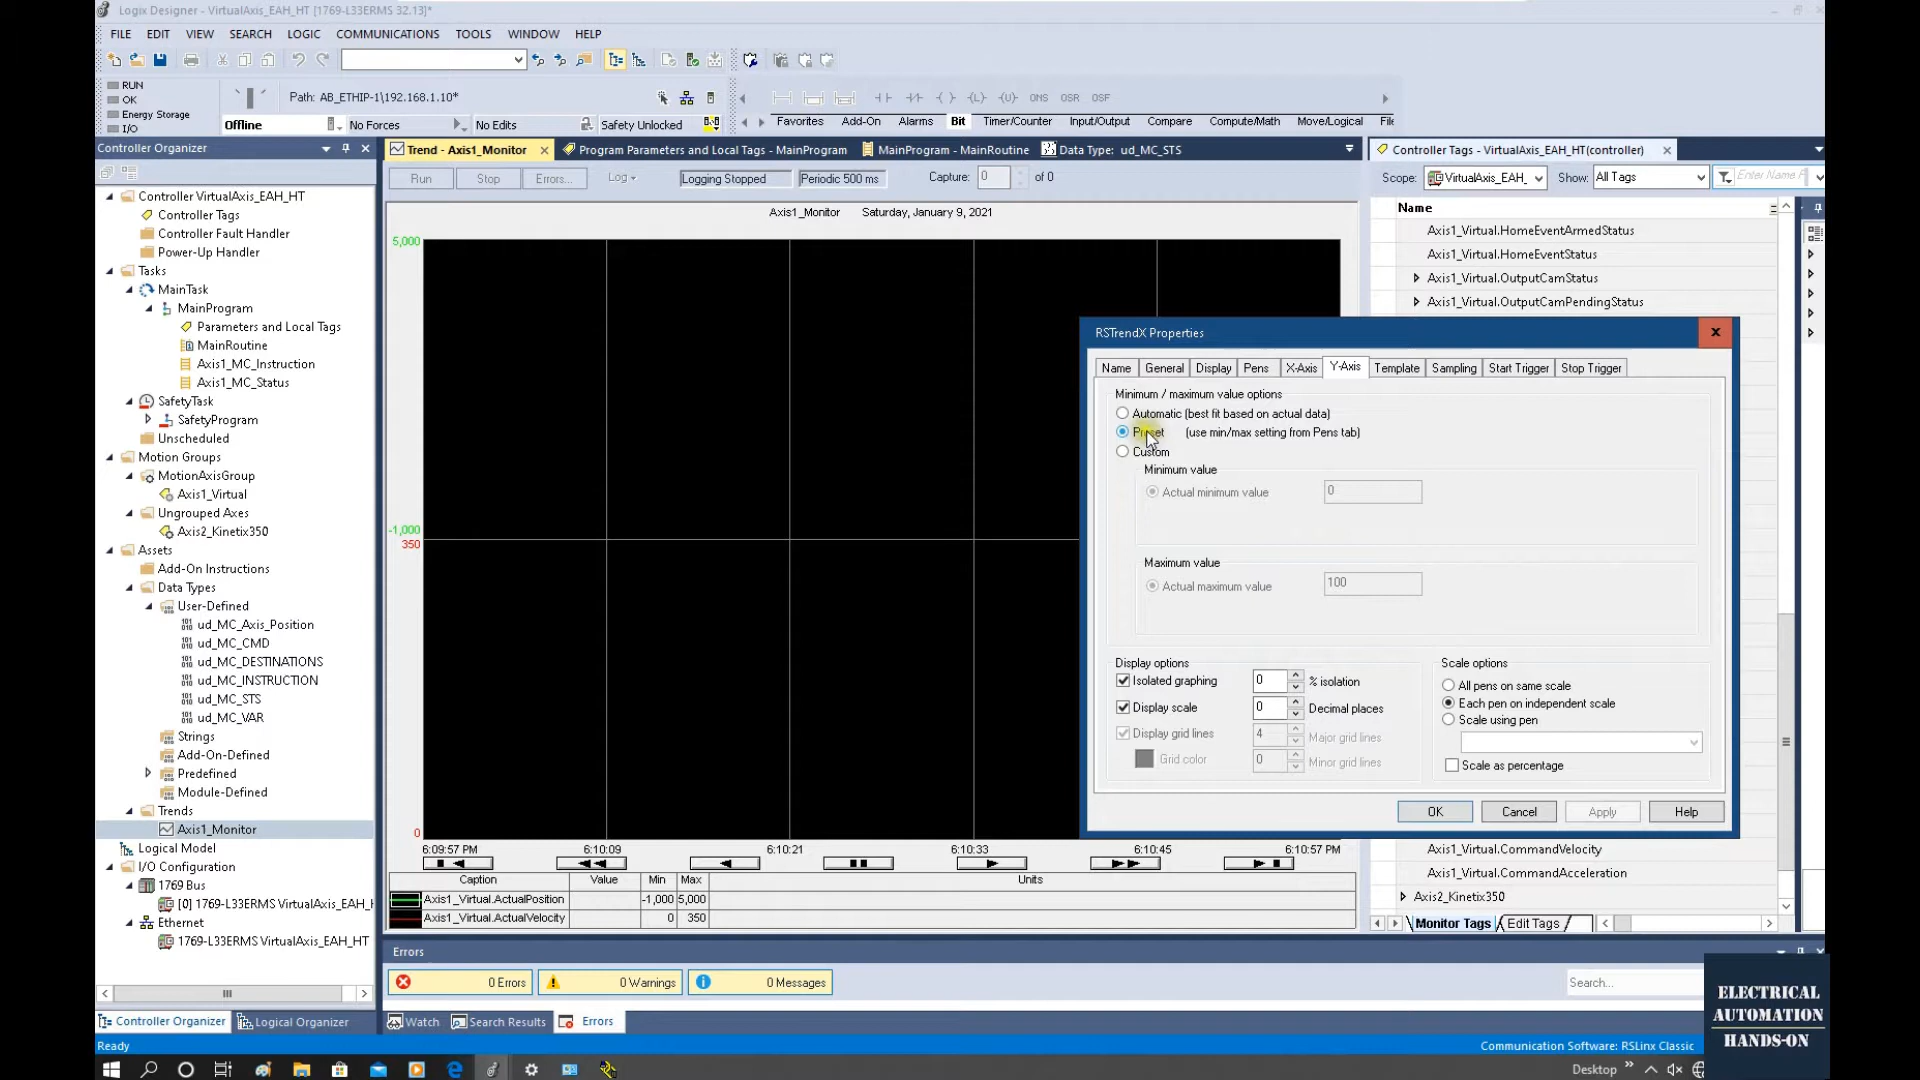 Logix Designer - VirtualAxis_EAH_HT [1769-L33ERMS 32.13]*
FILE EDIT VIEW SEARCH LOGIC COMMUNICATIONS TOOLS WINDOW HELP
RUN
OK
Energy Storage
I/O
Path: AB_ETHIP-1\192.168.1.10*
Offline No Forces No Edits Safety Unlocked
ONS OSR OSF
Favorites Add-On Alarms Bit Timer/Counter Input/Output Compare Compute/Math Move/Logical File
Controller Organizer
Controller VirtualAxis_EAH_HT
Controller Tags
Controller Fault Handler
Power-Up Handler
Tasks
MainTask
MainProgram
Parameters and Local Tags
MainRoutine
Axis1_MC_Instruction
Axis1_MC_Status
SafetyTask
SafetyProgram
Unscheduled
Motion Groups
MotionAxisGroup
Axis1_Virtual
Ungrouped Axes
Axis2_Kinetix350
Assets
Add-On Instructions
Data Types
User-Defined
ud_MC_Axis_Position
ud_MC_CMD
ud_MC_DESTINATIONS
ud_MC_INSTRUCTION
ud_MC_STS
ud_MC_VAR
Strings
Add-On-Defined
Predefined
Module-Defined
Trends
Axis1_Monitor
Logical Model
I/O Configuration
1769 Bus
[0] 1769-L33ERMS VirtualAxis_EAH_H
Ethernet
1769-L33ERMS VirtualAxis_EAH_HT
Controller Organizer Logical Organizer
Trend - Axis1_Monitor Program Parameters and Local Tags - MainProgram MainProgram - MainRoutine Data Type: ud_MC_STS
Run Stop Errors... Log Logging Stopped Periodic 500 ms Capture: 0 of 0
Axis1_Monitor Saturday, January 9, 2021
5,000
-1,000
350
0
6:09:57 PM 6:10:09 6:10:21 6:10:33 6:10:45 6:10:57 PM
Caption Value Min Max Units
Axis1_Virtual.ActualPosition -1,000 5,000
Axis1_Virtual.ActualVelocity 0 350
Controller Tags - VirtualAxis_EAH_HT(controller)
Scope: VirtualAxis_EAH_ Show: All Tags Enter Name F
Name
Axis1_Virtual.HomeEventArmedStatus
Axis1_Virtual.HomeEventStatus
Axis1_Virtual.OutputCamStatus
Axis1_Virtual.OutputCamPendingStatus
Axis1_Virtual.CommandVelocity
Axis1_Virtual.CommandAcceleration
Axis2_Kinetix350
Monitor Tags Edit Tags
RSTrendX Properties
Name General Display Pens X-Axis Y-Axis Template Sampling Start Trigger Stop Trigger
Minimum / maximum value options
Automatic (best fit based on actual data)
Preset (use min/max setting from Pens tab)
Custom
Minimum value
Actual minimum value 0
Maximum value
Actual maximum value 100
Display options
Isolated graphing 0 % isolation
Display scale 0 Decimal places
Display grid lines 4 Major grid lines
Grid color 0 Minor grid lines
Scale options
All pens on same scale
Each pen on independent scale
Scale using pen
Scale as percentage
OK Cancel Apply Help
Errors
0 Errors 0 Warnings 0 Messages Search...
Watch Search Results Errors
Ready
Communication Software: RSLinx Classic
Desktop
ELECTRICAL
AUTOMATION
HANDS-ON